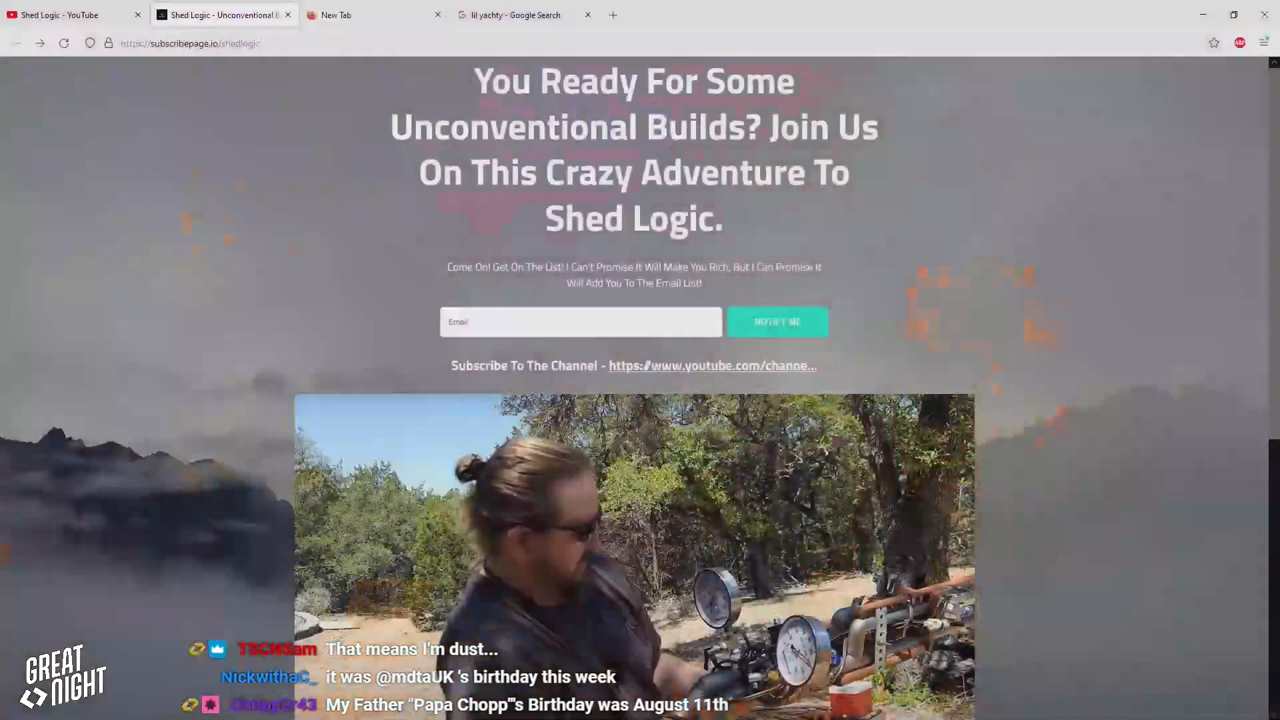 Shed Logic - YouTube
Shed Logic - Unconventional
New Tab
lil yachty - Google Search
https://subscribepage.io/shedlogic
ABP
You Ready For Some
Unconventional Builds? Join Us
On This Crazy Adventure To
Shed Logic.
Come On! Get On The List! I Can't Promise It Will Make You Rich, But I Can Promise It
Will Add You To The Email List!
Email
NOTIFY ME
Subscribe To The Channel - https://www.youtube.com/channe...
TSCMSam That means I'm dust...
NickwithaC_ it was @mdtaUK 's birthday this week
My Father "Papa Chopp"'s Birthday was August 11th
GREAT
NIGHT